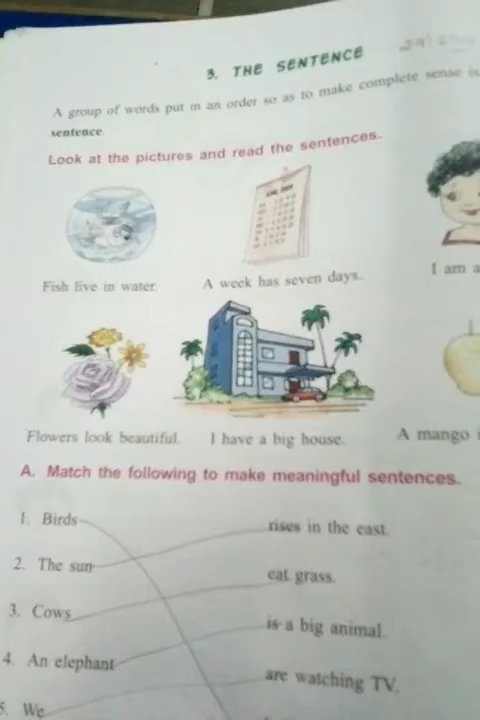 3. THE SENTENCE
A group of words put in an order so as to make complete sense is
sentence.
Look at the pictures and read the sentences.
Fish live in water.
A week has seven days.
I am a
Flowers look beautiful.
I have a big house.
A mango
A. Match the following to make meaningful sentences.
1. Birds
rises in the east.
2. The sun
eat grass.
3. Cows
is a big animal.
4. An elephant
are watching TV.
5. We